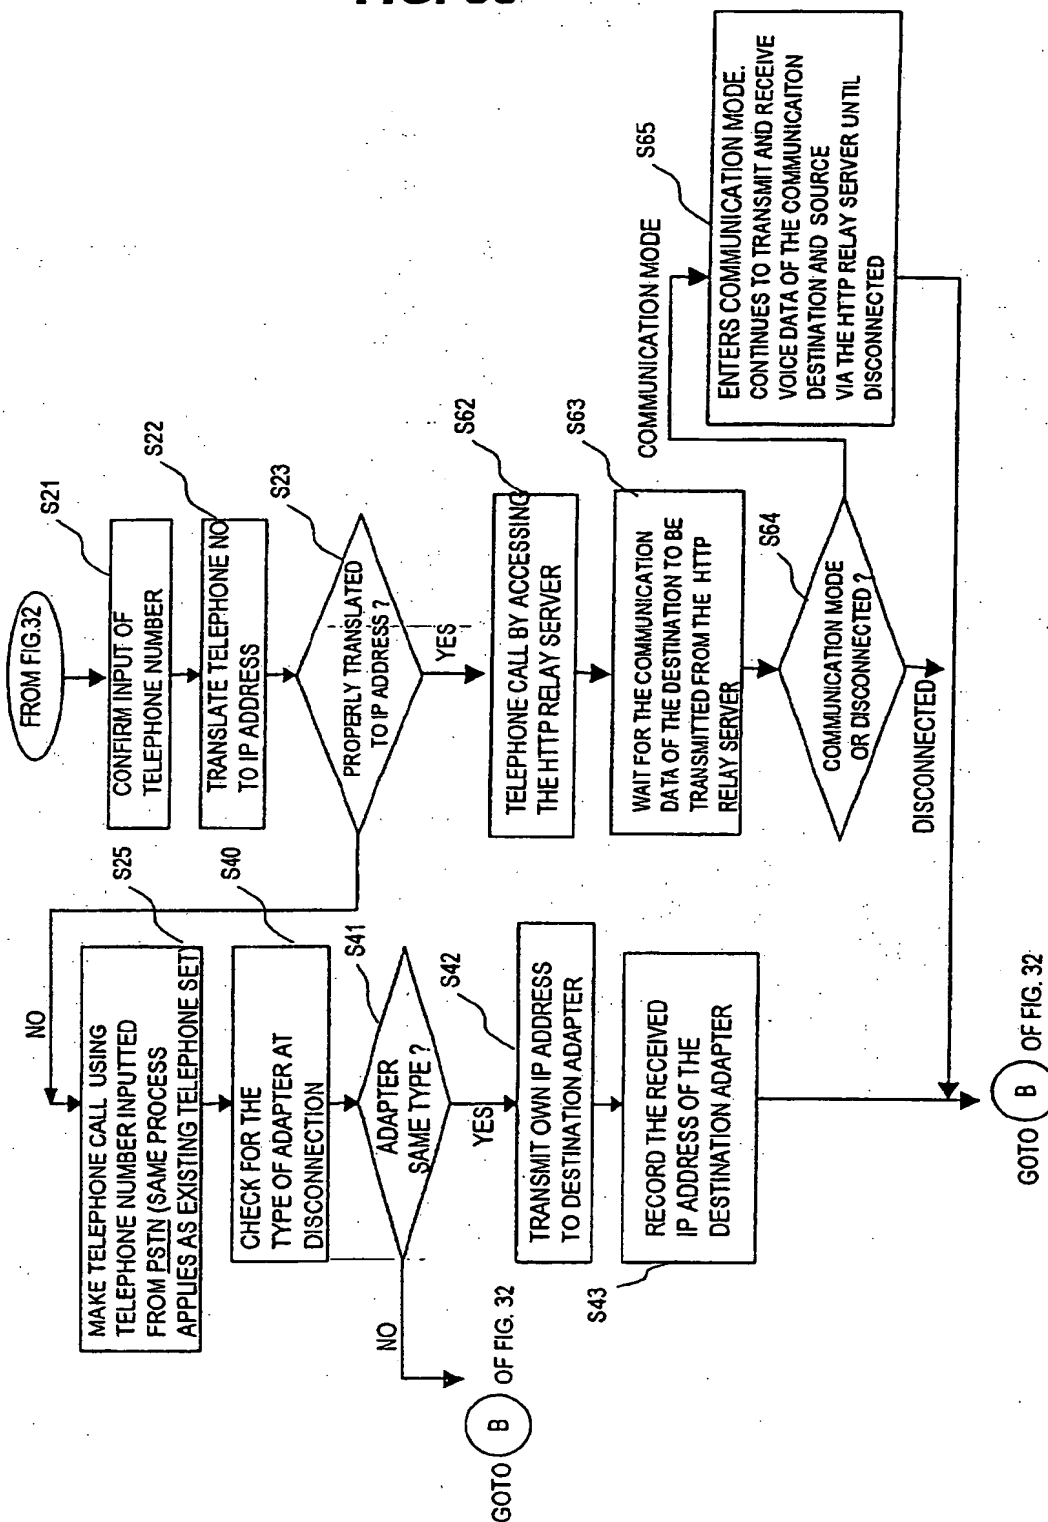 FROM FIG.32
S21
CONFIRM INPUT OF
TELEPHONE NUMBER
S22
TRANSLATE TELEPHONE NO
TO IP ADDRESS
S23
PROPERLY TRANSLATED
TO IP ADDRESS ?
YES
NO
S62
TELEPHONE CALL BY ACCESSING
THE HTTP RELAY SERVER
S63
WAIT FOR THE COMMUNICATION
DATA OF THE DESTINATION TO BE
TRANSMITTED FROM THE HTTP
RELAY SERVER
S64
COMMUNICATION MODE
OR DISCONNECTED ?
COMMUNICATION MODE
DISCONNECTED
S65
ENTERS COMMUNICATION MODE.
CONTINUES TO TRANSMIT AND RECEIVE
VOICE DATA OF THE COMMUNICAITON
DESTINATION AND SOURCE
VIA THE HTTP RELAY SERVER UNTIL
DISCONNECTED
S25
MAKE TELEPHONE CALL USING
TELEPHONE NUMBER INPUTTED
FROM PSTN (SAME PROCESS
APPLIES AS EXISTING TELEPHONE SET)
S40
CHECK FOR THE
TYPE OF ADAPTER AT
DISCONNECTION
S41
ADAPTER
SAME TYPE ?
YES
NO
GOTO B OF FIG. 32
S42
TRANSMIT OWN IP ADDRESS
TO DESTINATION ADAPTER
S43
RECORD THE RECEIVED
IP ADDRESS OF THE
DESTINATION ADAPTER
GOTO B OF FIG. 32